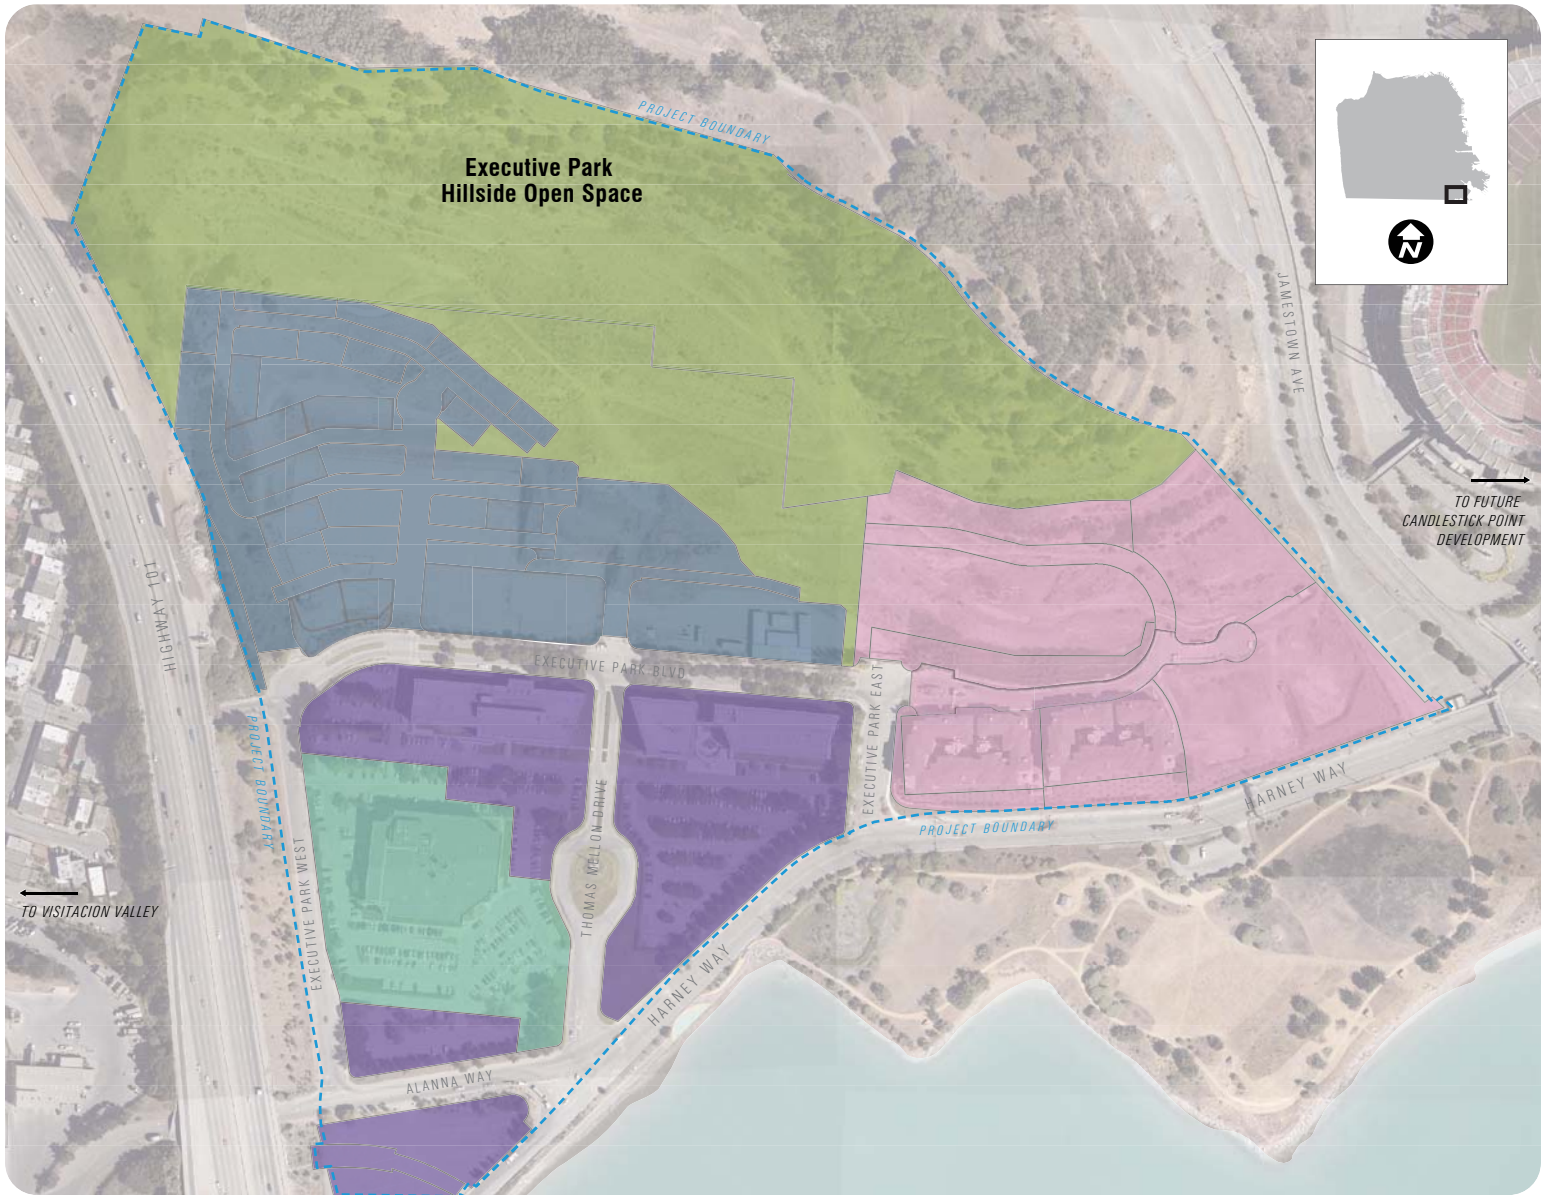 PROJECT BOUNDARY
Executive Park
Hillside Open Space
N
JAMESTOWN AVE
TO FUTURE
CANDLESTICK POINT
DEVELOPMENT
HIGHWAY 101
EXECUTIVE PARK BLVD
EXECUTIVE PARK EAST
PROJECT BOUNDARY
THOMAS MELLON DRIVE
HARNEY WAY
PROJECT BOUNDARY
EXECUTIVE PARK WEST
TO VISITACION VALLEY
HARNEY WAY
ALANNA WAY